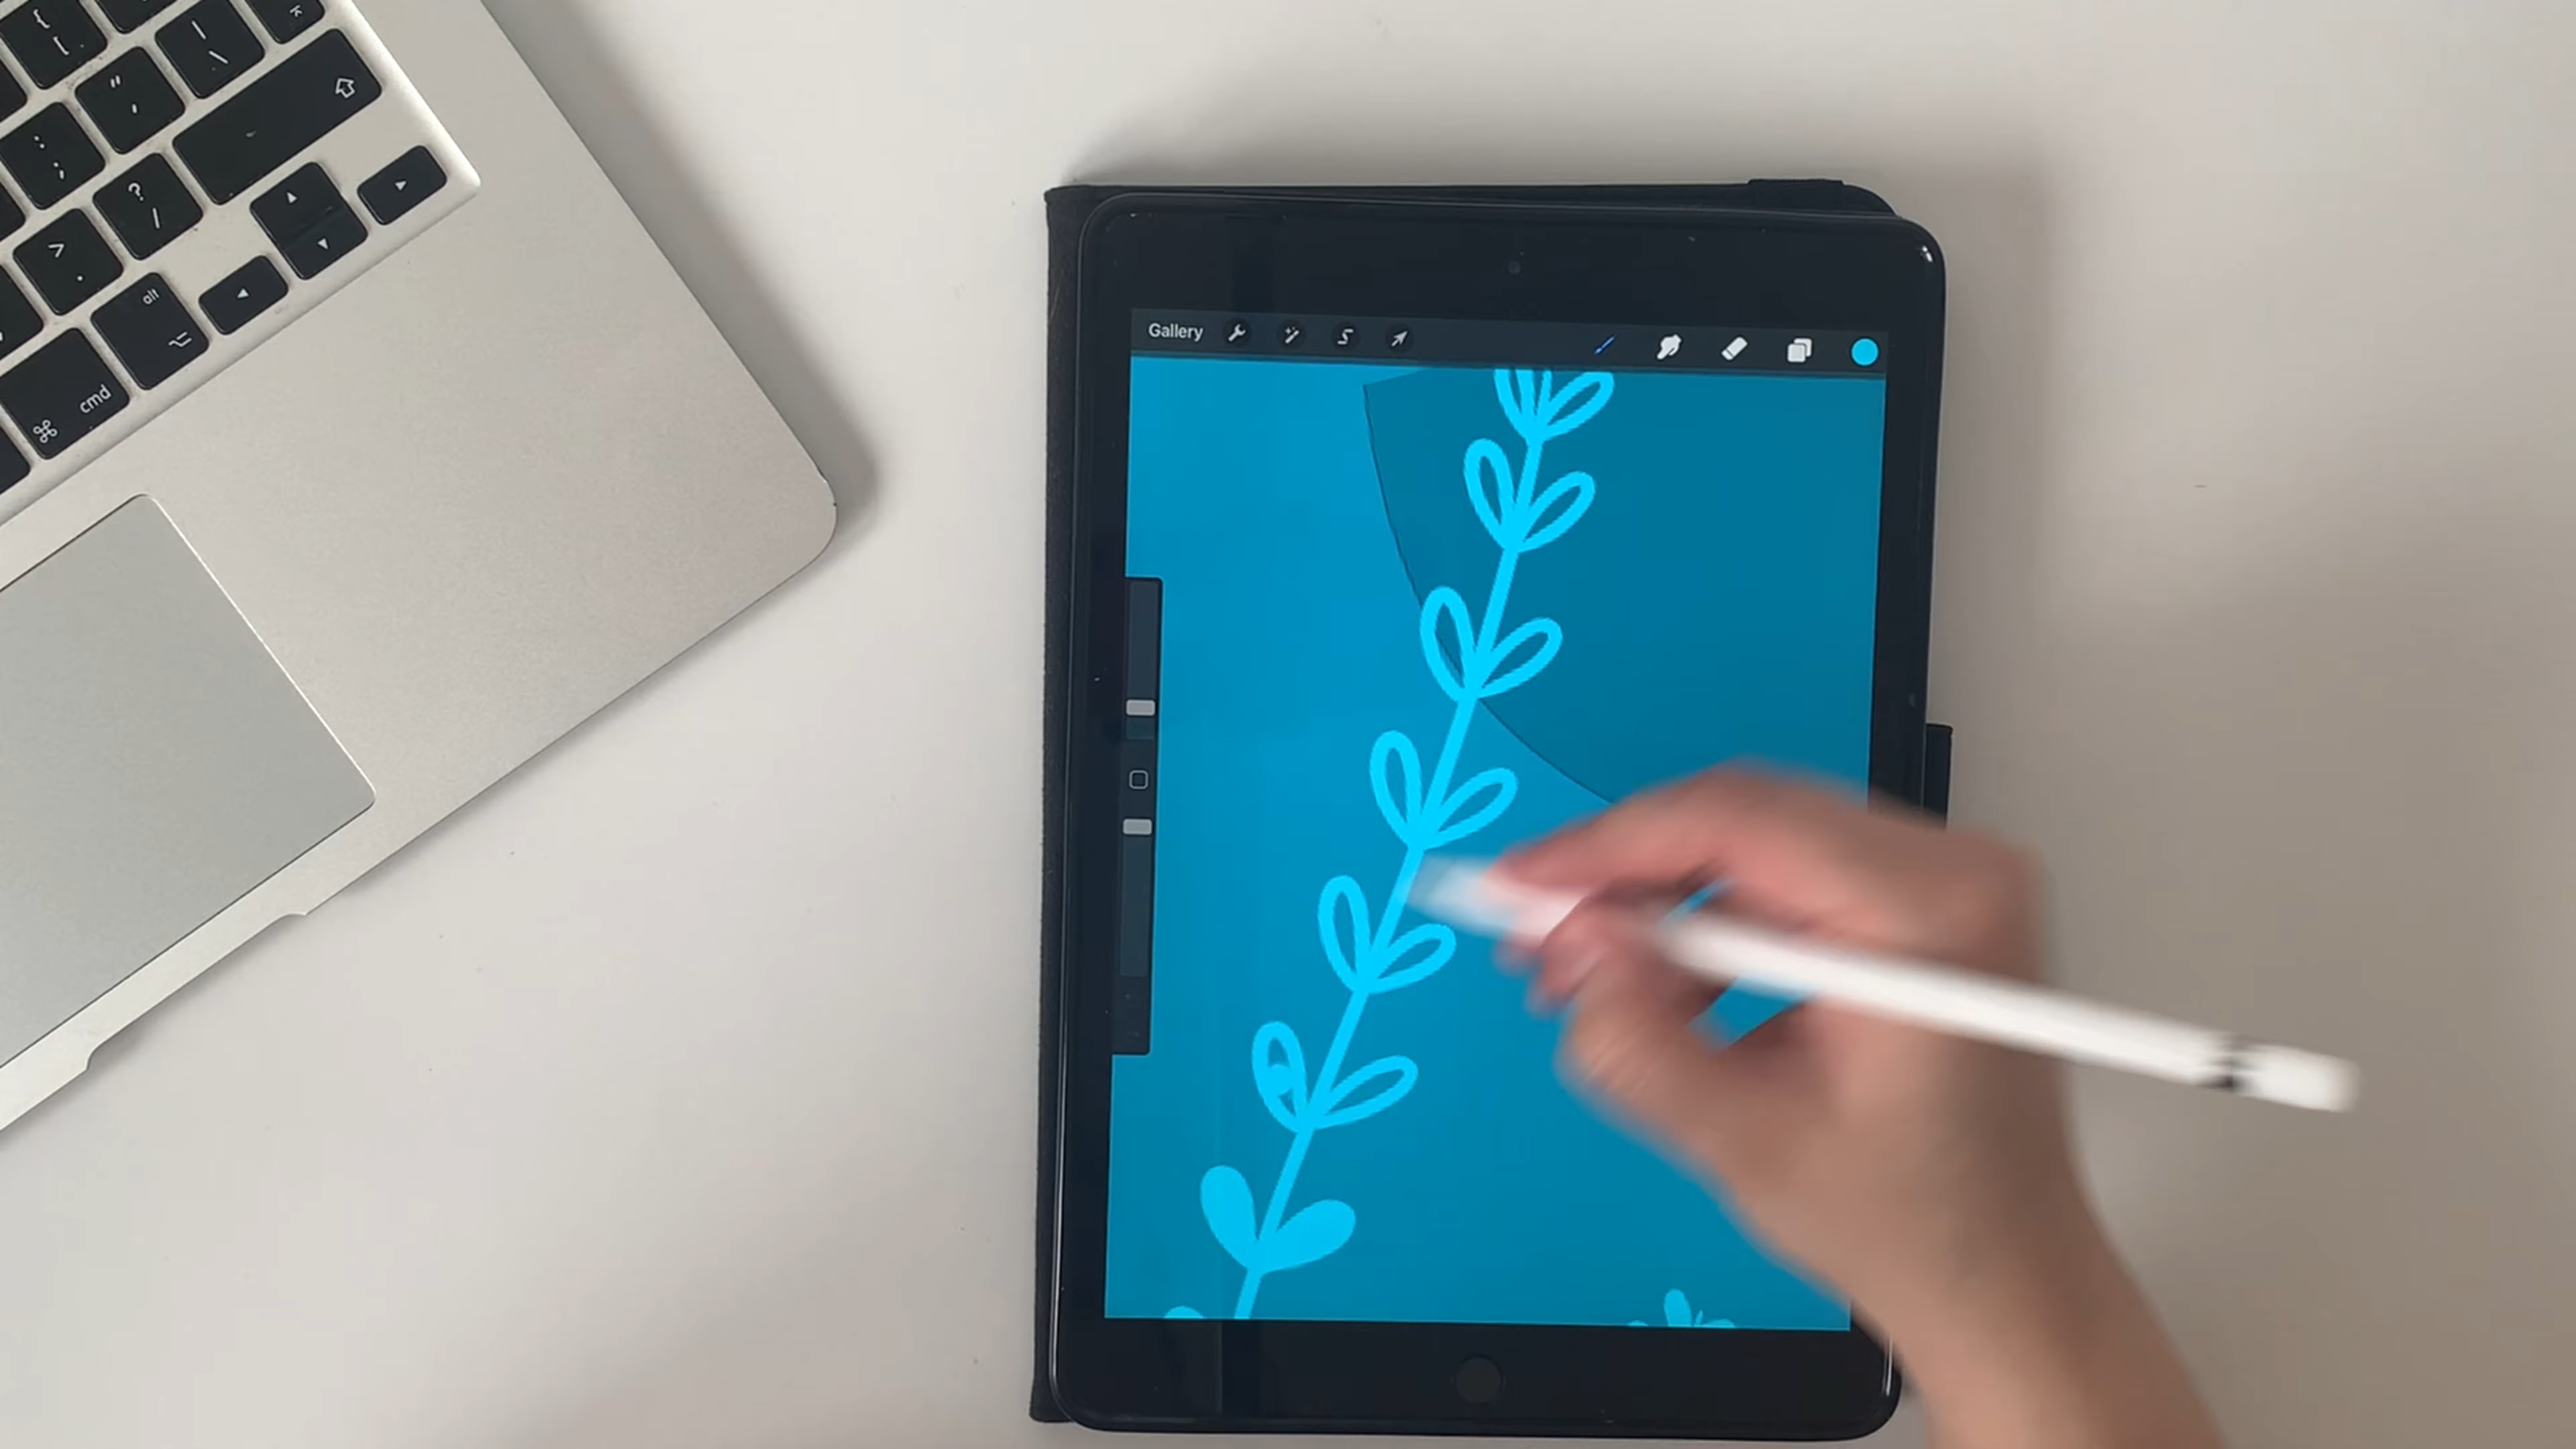 { [
| \
" '
: ;
? /
> .
alt
cmd
Gallery